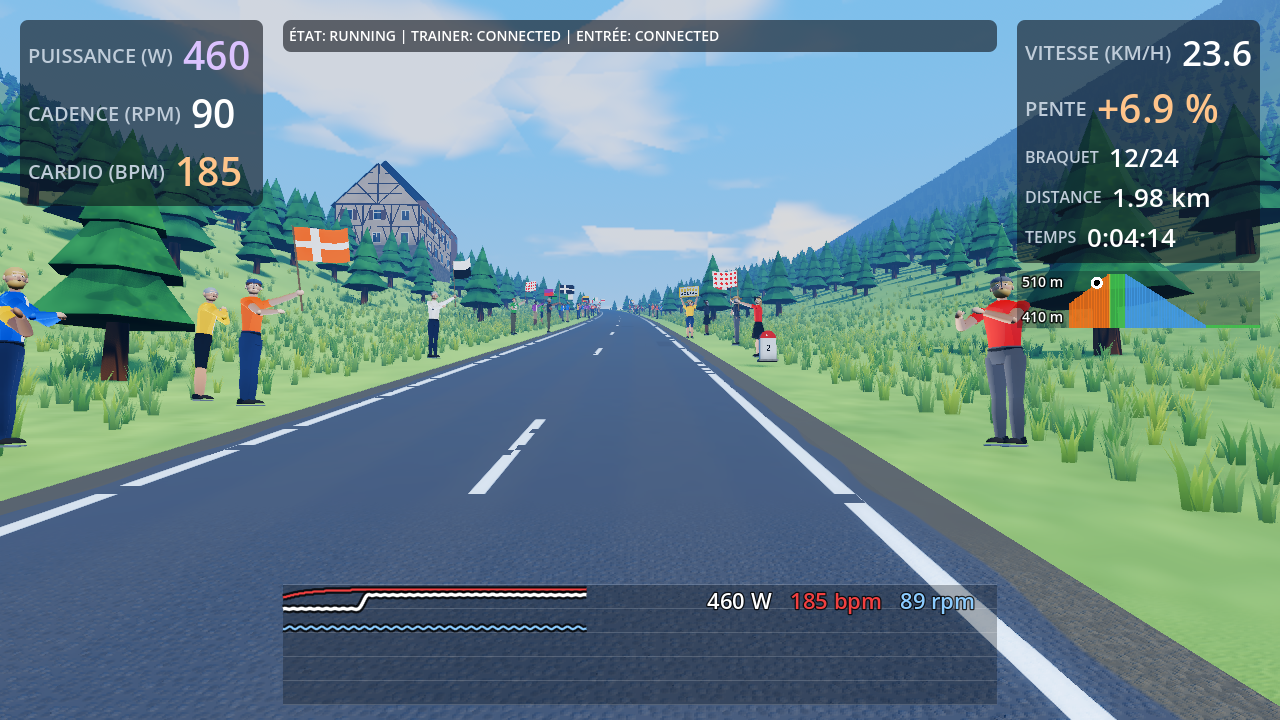 PUISSANCE (W) 460
CADENCE (RPM) 90
CARDIO (BPM) 185
ÉTAT: RUNNING | TRAINER: CONNECTED | ENTRÉE: CONNECTED
VITESSE (KM/H) 23.6
PENTE +6.9 %
BRAQUET 12/24
DISTANCE 1.98 km
TEMPS 0:04:14
510 m
410 m
2
460 W 185 bpm 89 rpm